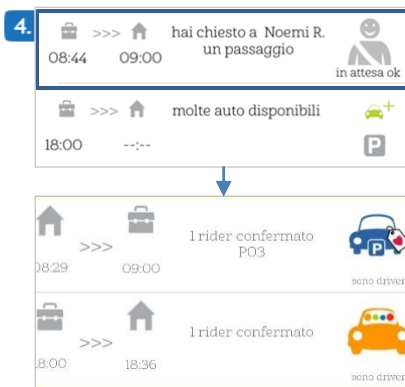 4.
>>>
08:44 09:00
hai chiesto a Noemi R.
un passaggio
in attesa ok
>>>
18:00 --:--
molte auto disponibili
+
P
>>>
08:29 09:00
1 rider confermato
PO3
P
sono driver
>>>
18:00 18:36
1 rider confermato
sono driver